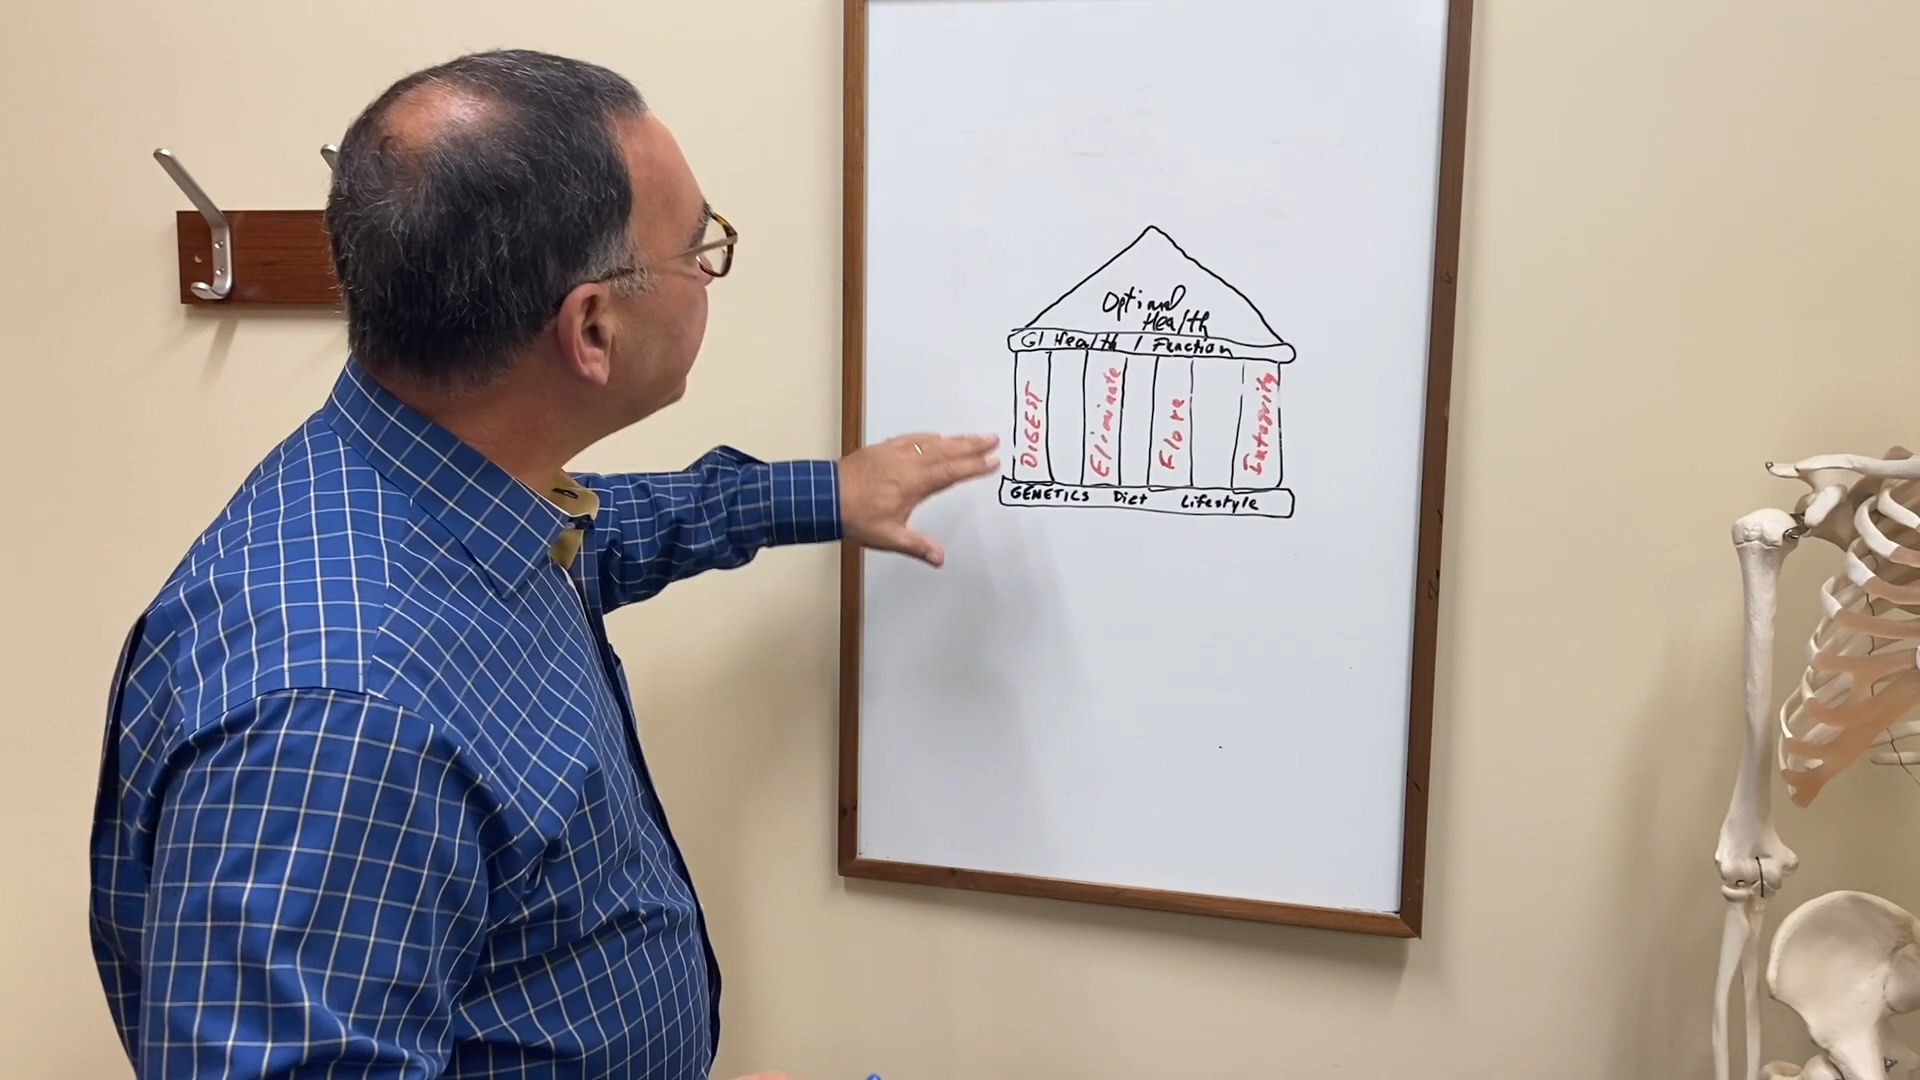 Optimal
Health
GI Health / Function
DIGEST
Eliminate
Flora
Integrity
GENETICS Diet Lifestyle